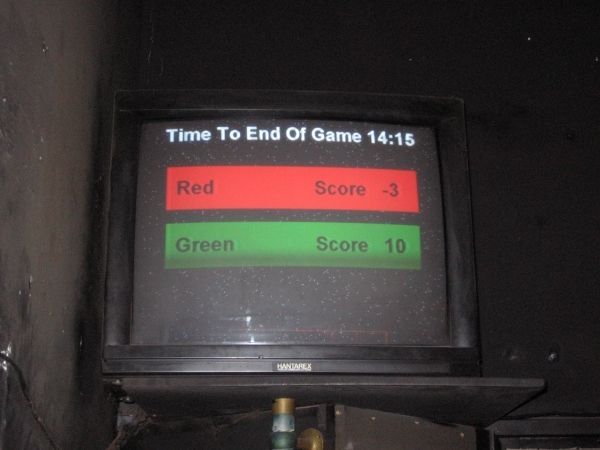 Time To End Of Game 14:15
Red Score -3
Green Score 10
HANTAREX